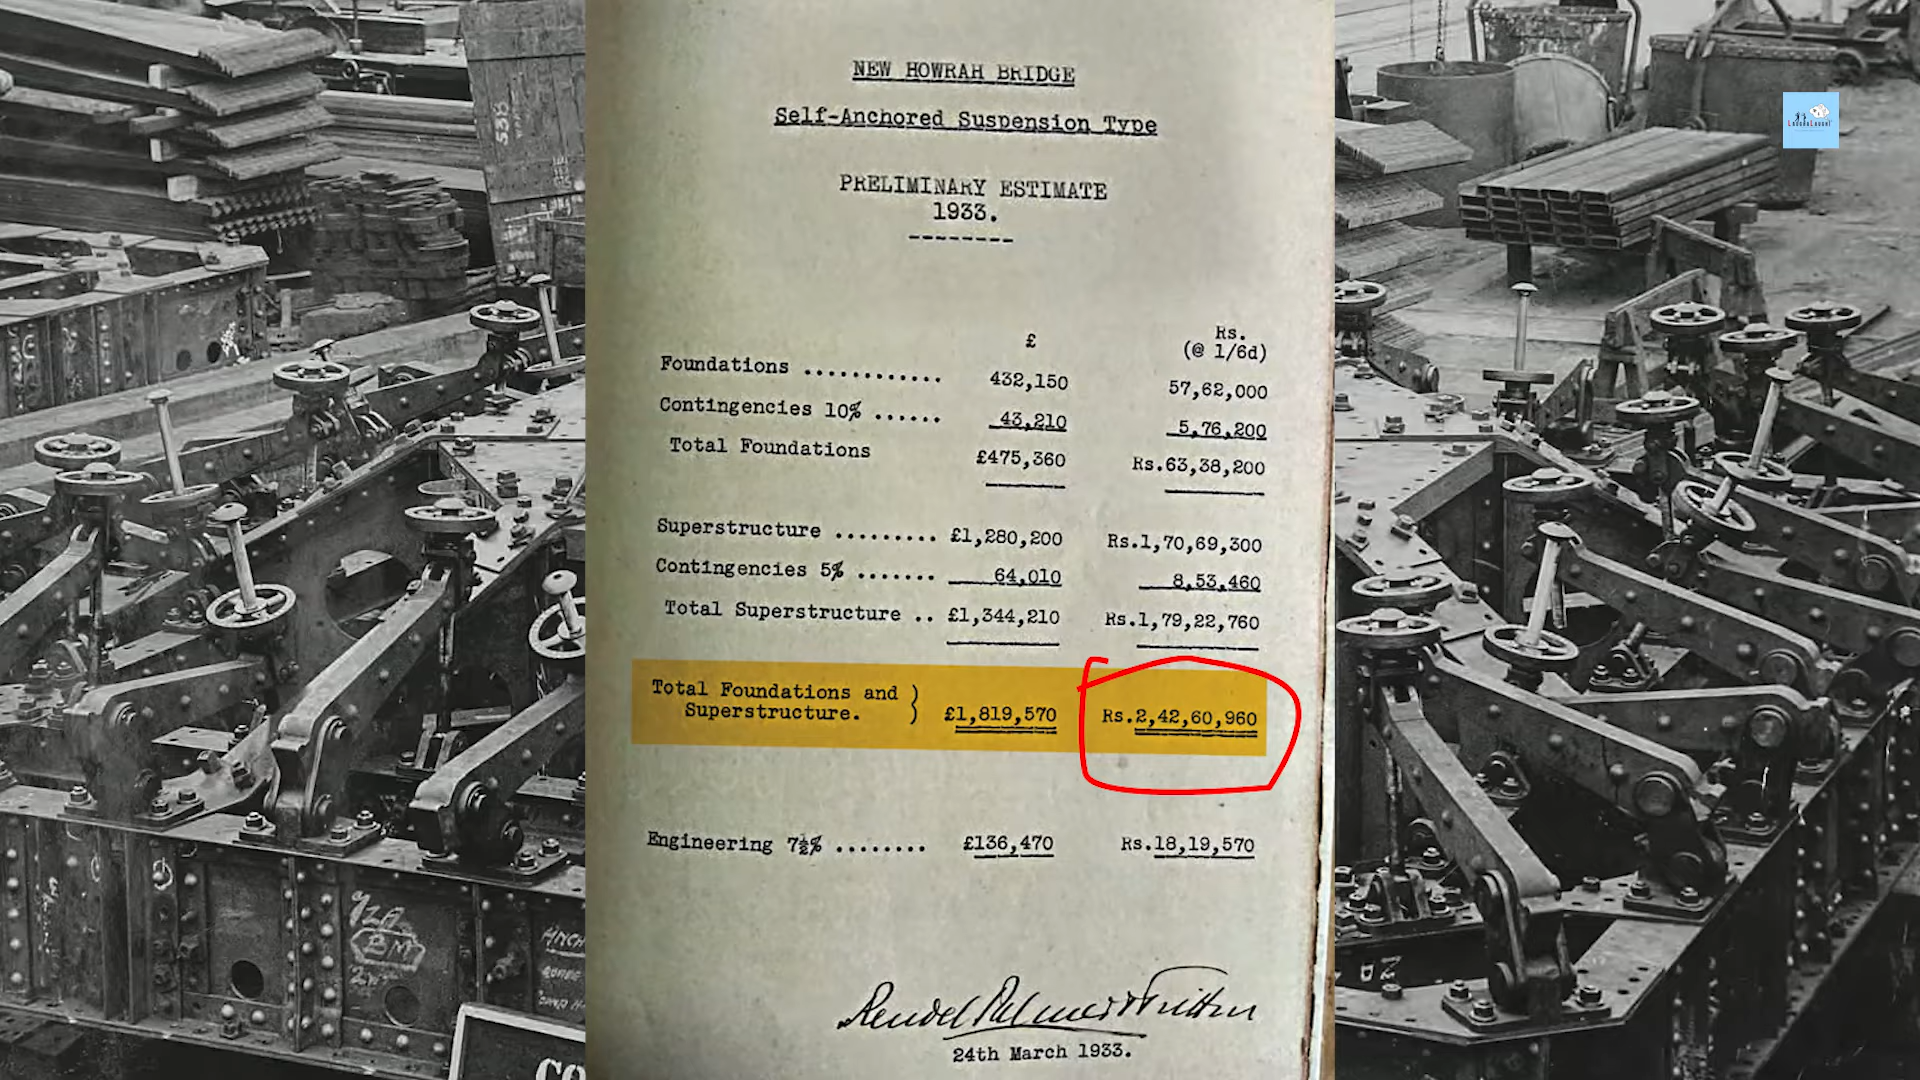 NEW HOWRAH BRIDGE
Self-Anchored Suspension Type
PRELIMINARY ESTIMATE
1933.
--------
£ Rs.
(@ 1/6d)
Foundations ............ 432,150 57,62,000
Contingencies 10% ...... 43,210 5,76,200
Total Foundations £475,360 Rs.63,38,200
Superstructure ......... £1,280,200 Rs.1,70,69,300
Contingencies 5% ....... 64,010 8,53,460
Total Superstructure .. £1,344,210 Rs.1,79,22,760
Total Foundations and )
Superstructure. ) £1,819,570 Rs.2,42,60,960
Engineering 7½% ........ £136,470 Rs.18,19,570
Rendel Palmer & Tritton
24th March 1933.
538
BM
CO